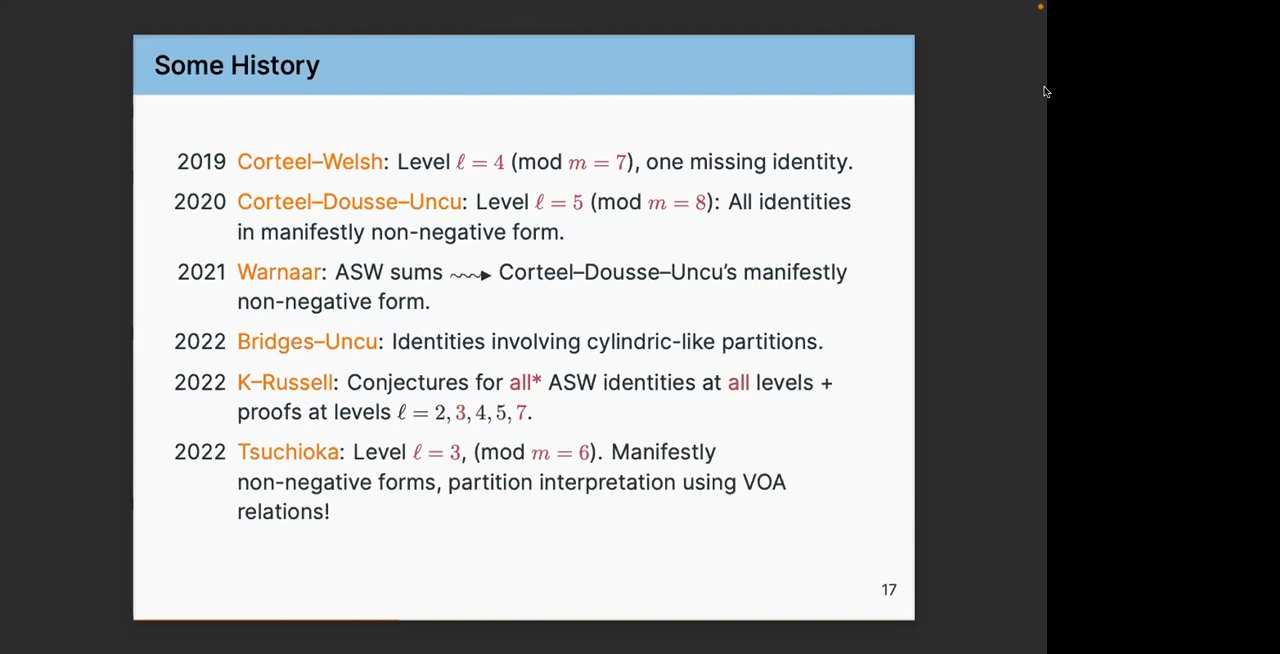 Some History
2019 Corteel–Welsh: Level ℓ = 4 (mod m = 7), one missing identity.
2020 Corteel–Dousse–Uncu: Level ℓ = 5 (mod m = 8): All identities
in manifestly non-negative form.
2021 Warnaar: ASW sums ⇝ Corteel–Dousse–Uncu's manifestly
non-negative form.
2022 Bridges–Uncu: Identities involving cylindric-like partitions.
2022 K–Russell: Conjectures for all* ASW identities at all levels +
proofs at levels ℓ = 2, 3, 4, 5, 7.
2022 Tsuchioka: Level ℓ = 3, (mod m = 6). Manifestly
non-negative forms, partition interpretation using VOA
relations!
17